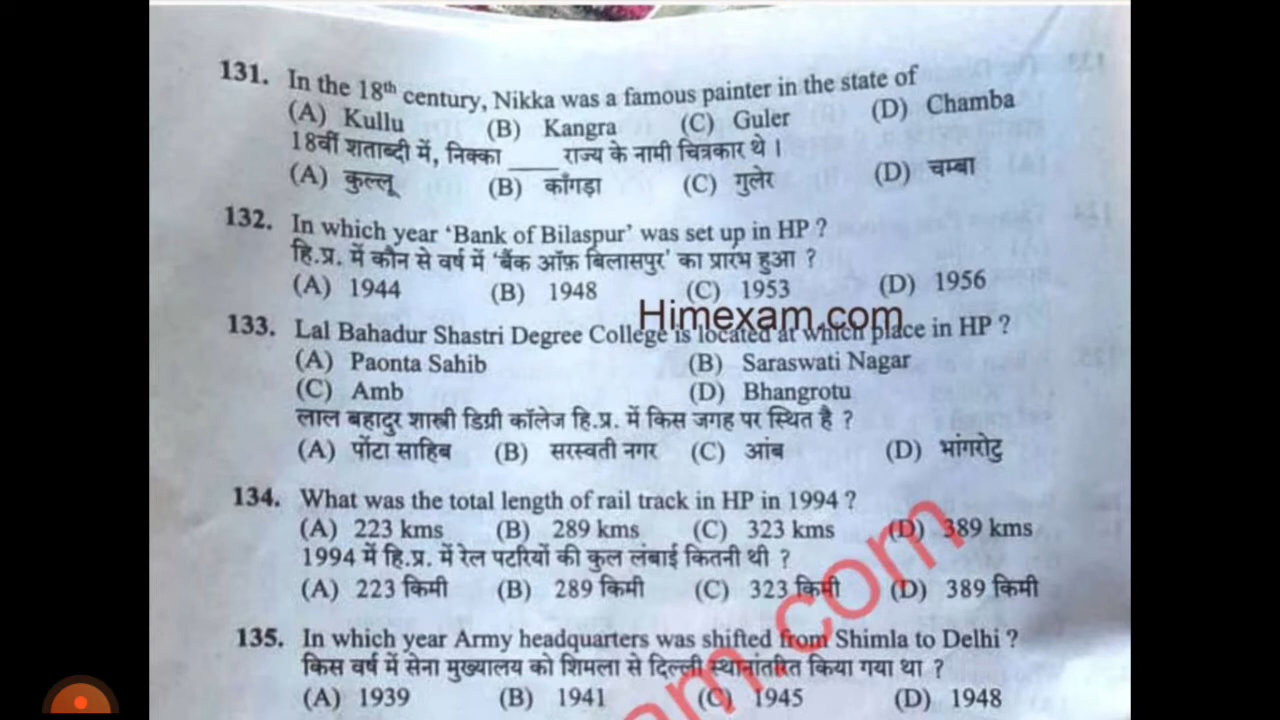 131. In the 18th century, Nikka was a famous painter in the state of
(A) Kullu (B) Kangra (C) Guler (D) Chamba
18वीं शताब्दी में, निक्का ____ राज्य के नामी चित्रकार थे ।
(A) कुल्लू (B) काँगड़ा (C) गुलेर (D) चम्बा
132. In which year ‘Bank of Bilaspur’ was set up in HP ?
हि.प्र. में कौन से वर्ष में ‘बैंक ऑफ़ बिलासपुर’ का प्रारंभ हुआ ?
(A) 1944 (B) 1948 (C) 1953 (D) 1956
Himexam.com
133. Lal Bahadur Shastri Degree College is located at which place in HP ?
(A) Paonta Sahib (B) Saraswati Nagar
(C) Amb (D) Bhangrotu
लाल बहादुर शास्त्री डिग्री कॉलेज हि.प्र. में किस जगह पर स्थित है ?
(A) पोंटा साहिब (B) सरस्वती नगर (C) आंब (D) भांगरोटु
134. What was the total length of rail track in HP in 1994 ?
(A) 223 kms (B) 289 kms (C) 323 kms (D) 389 kms
1994 में हि.प्र. में रेल पटरियों की कुल लंबाई कितनी थी ?
(A) 223 किमी (B) 289 किमी (C) 323 किमी (D) 389 किमी
135. In which year Army headquarters was shifted from Shimla to Delhi ?
किस वर्ष में सेना मुख्यालय को शिमला से दिल्ली स्थानांतरित किया गया था ?
(A) 1939 (B) 1941 (C) 1945 (D) 1948
am.com